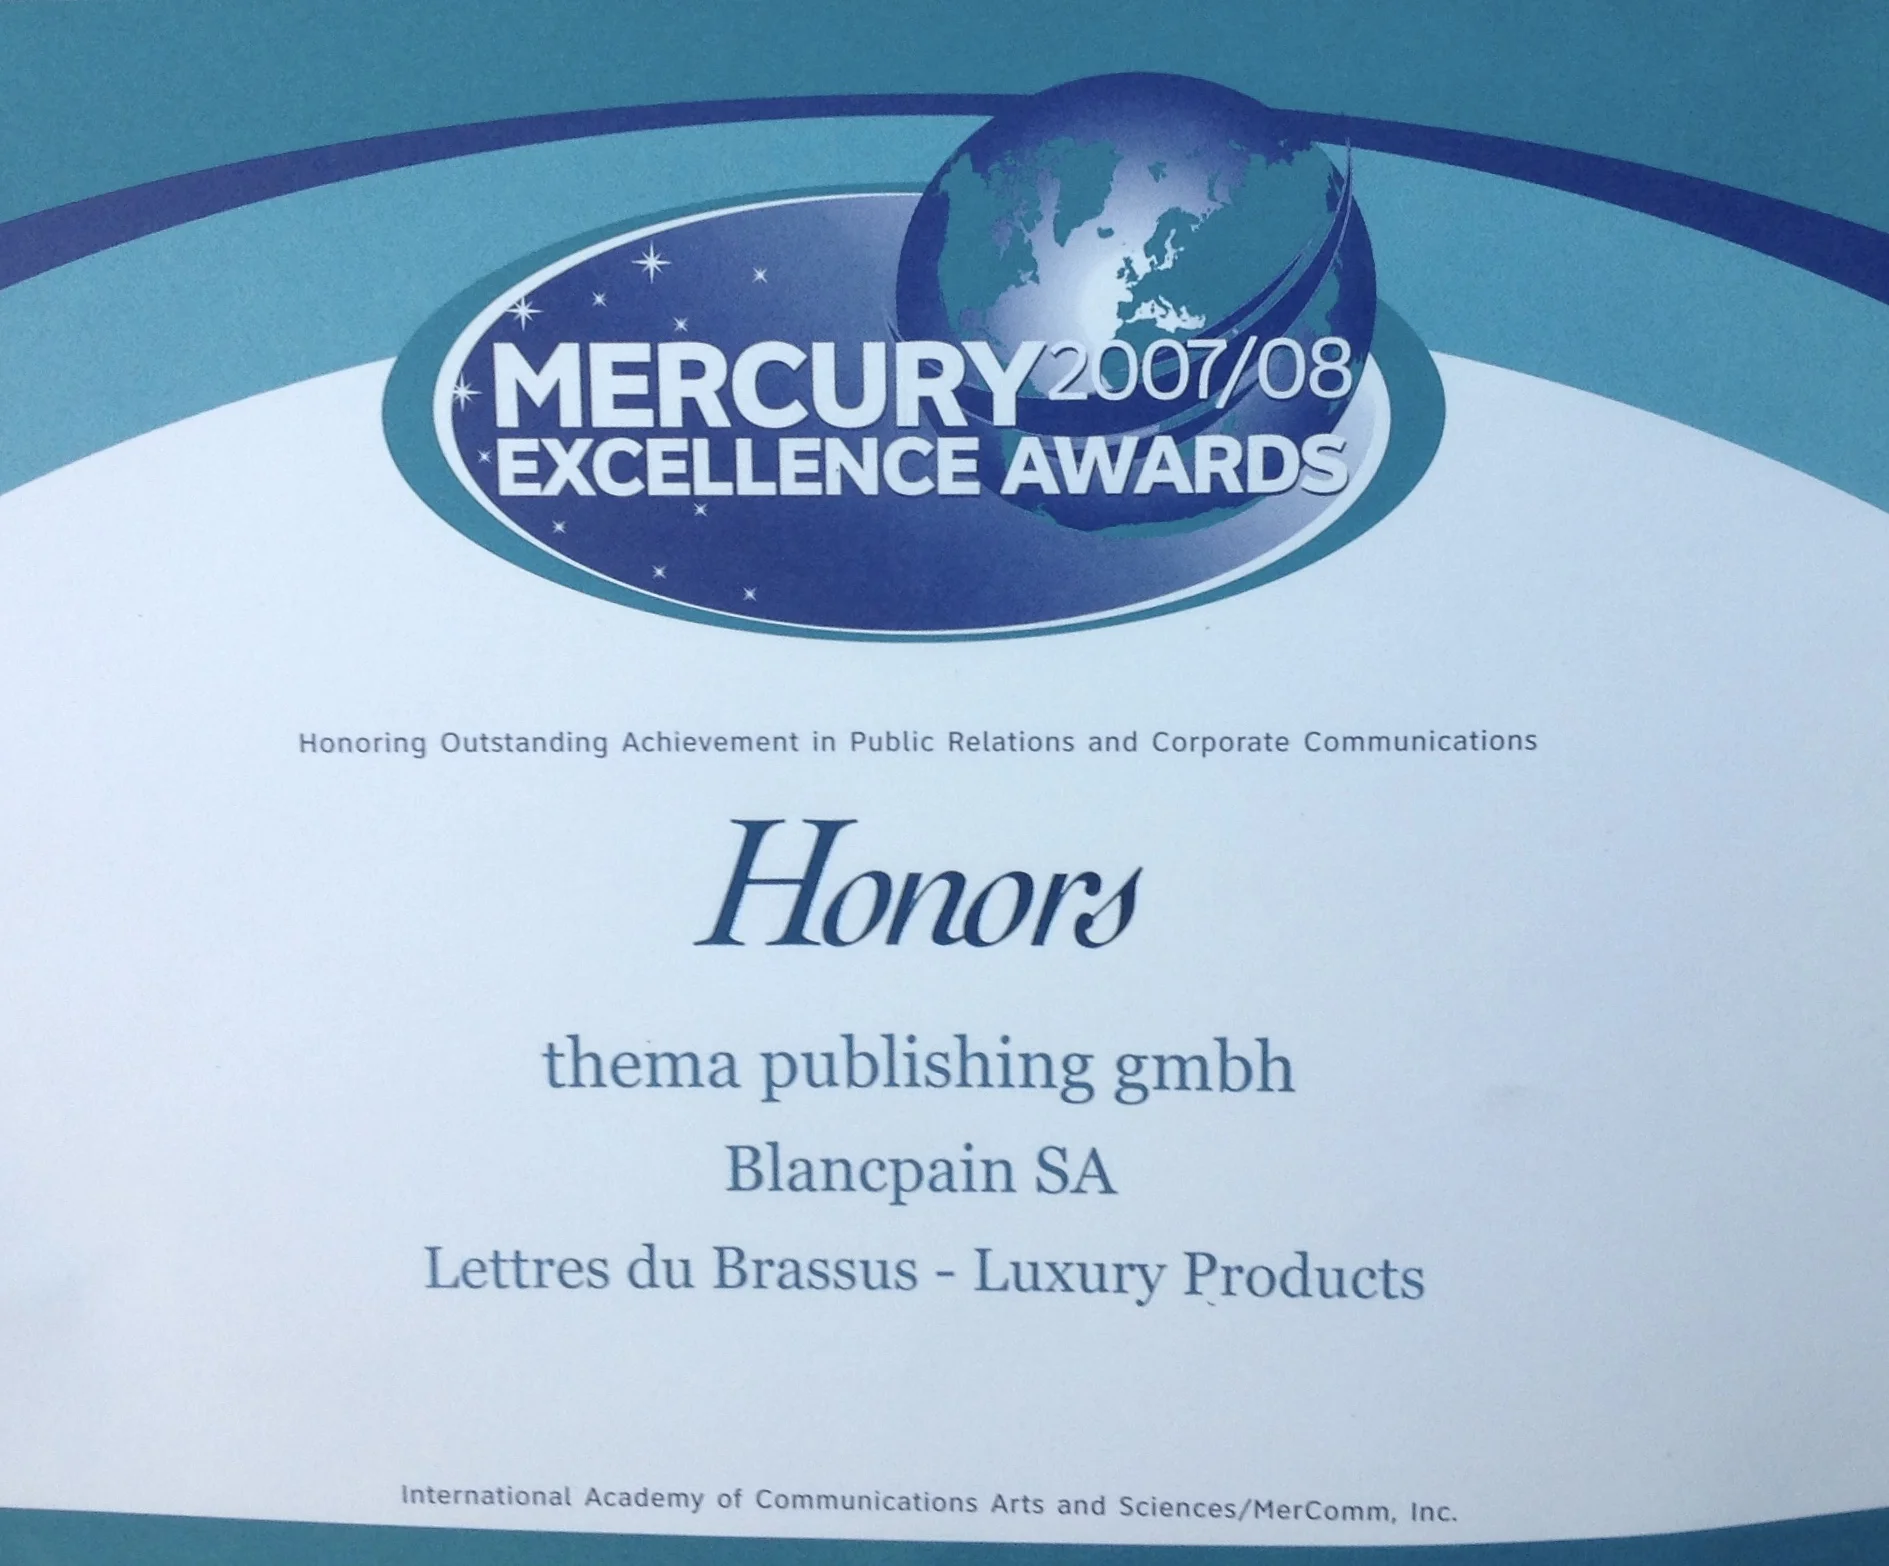 MERCURY 2007/08
EXCELLENCE AWARDS
Honoring Outstanding Achievement in Public Relations and Corporate Communications
Honors
thema publishing gmbh
Blancpain SA
Lettres du Brassus - Luxury Products
International Academy of Communications Arts and Sciences/MerComm, Inc.